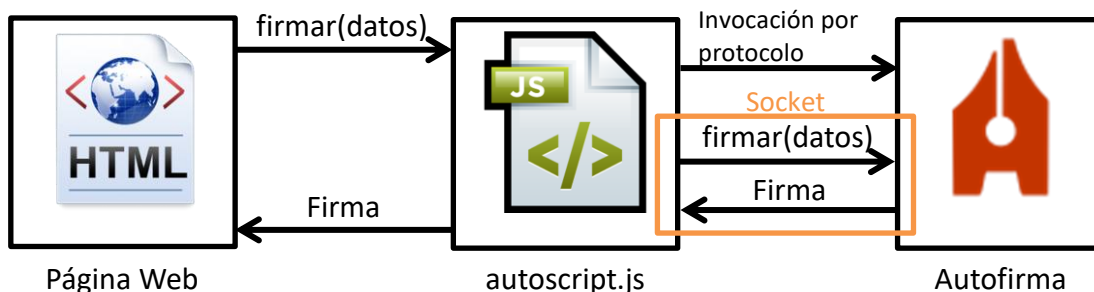 firmar(datos)
Invocación por
protocolo
Socket
firmar(datos)
Firma
Firma
JS
</>
< >
HTML
Página Web
autoscript.js
Autofirma